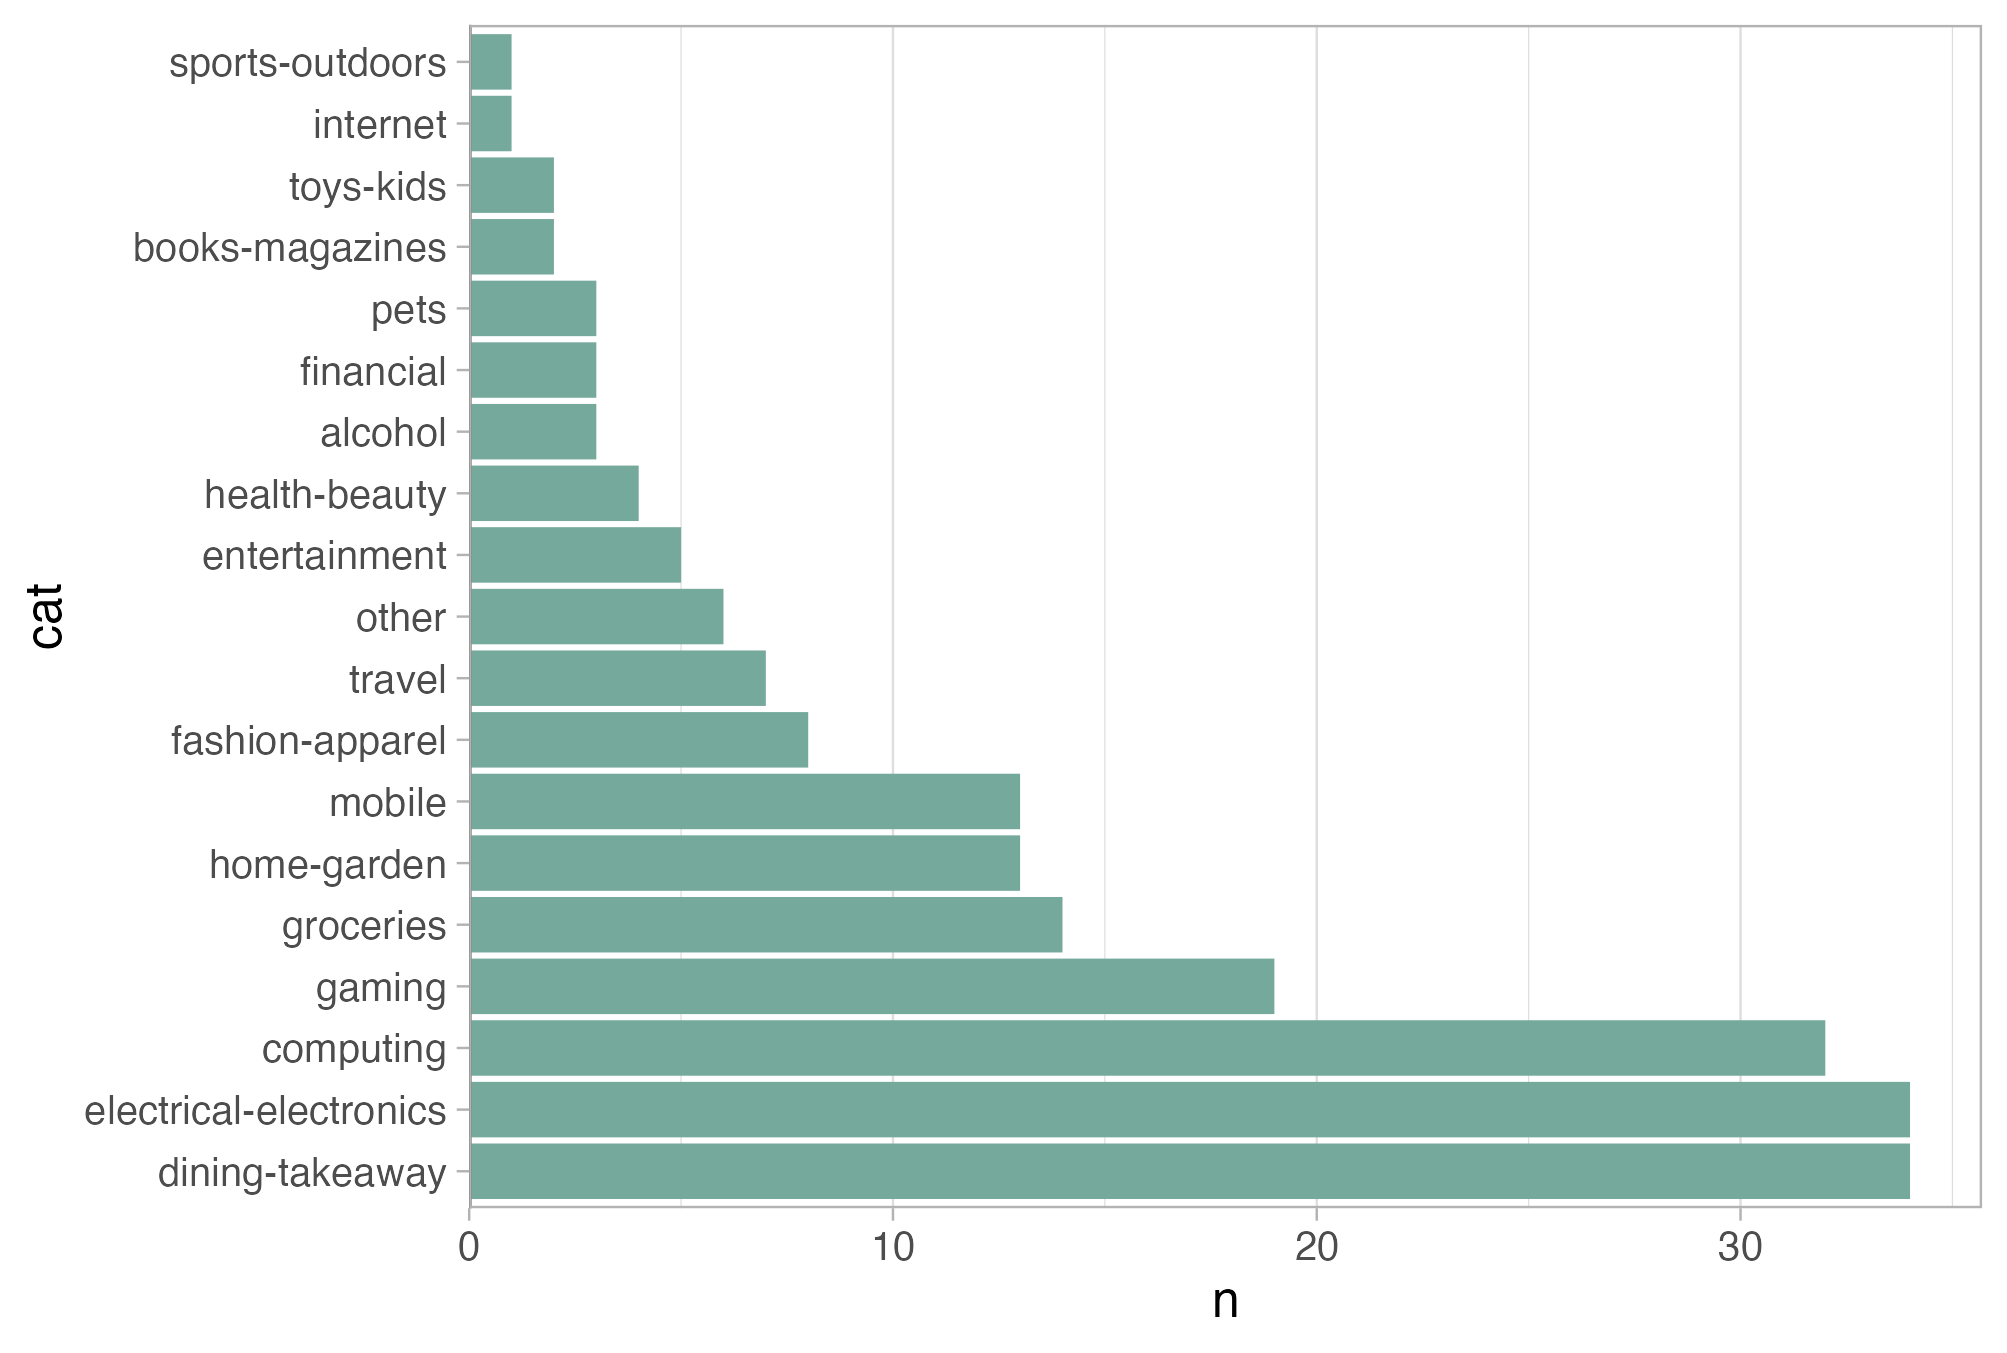 sports-outdoors
internet
toys-kids
books-magazines
pets
financial
alcohol
health-beauty
entertainment
other
travel
fashion-apparel
mobile
home-garden
groceries
gaming
computing
electrical-electronics
dining-takeaway
cat
0 10 20 30
n